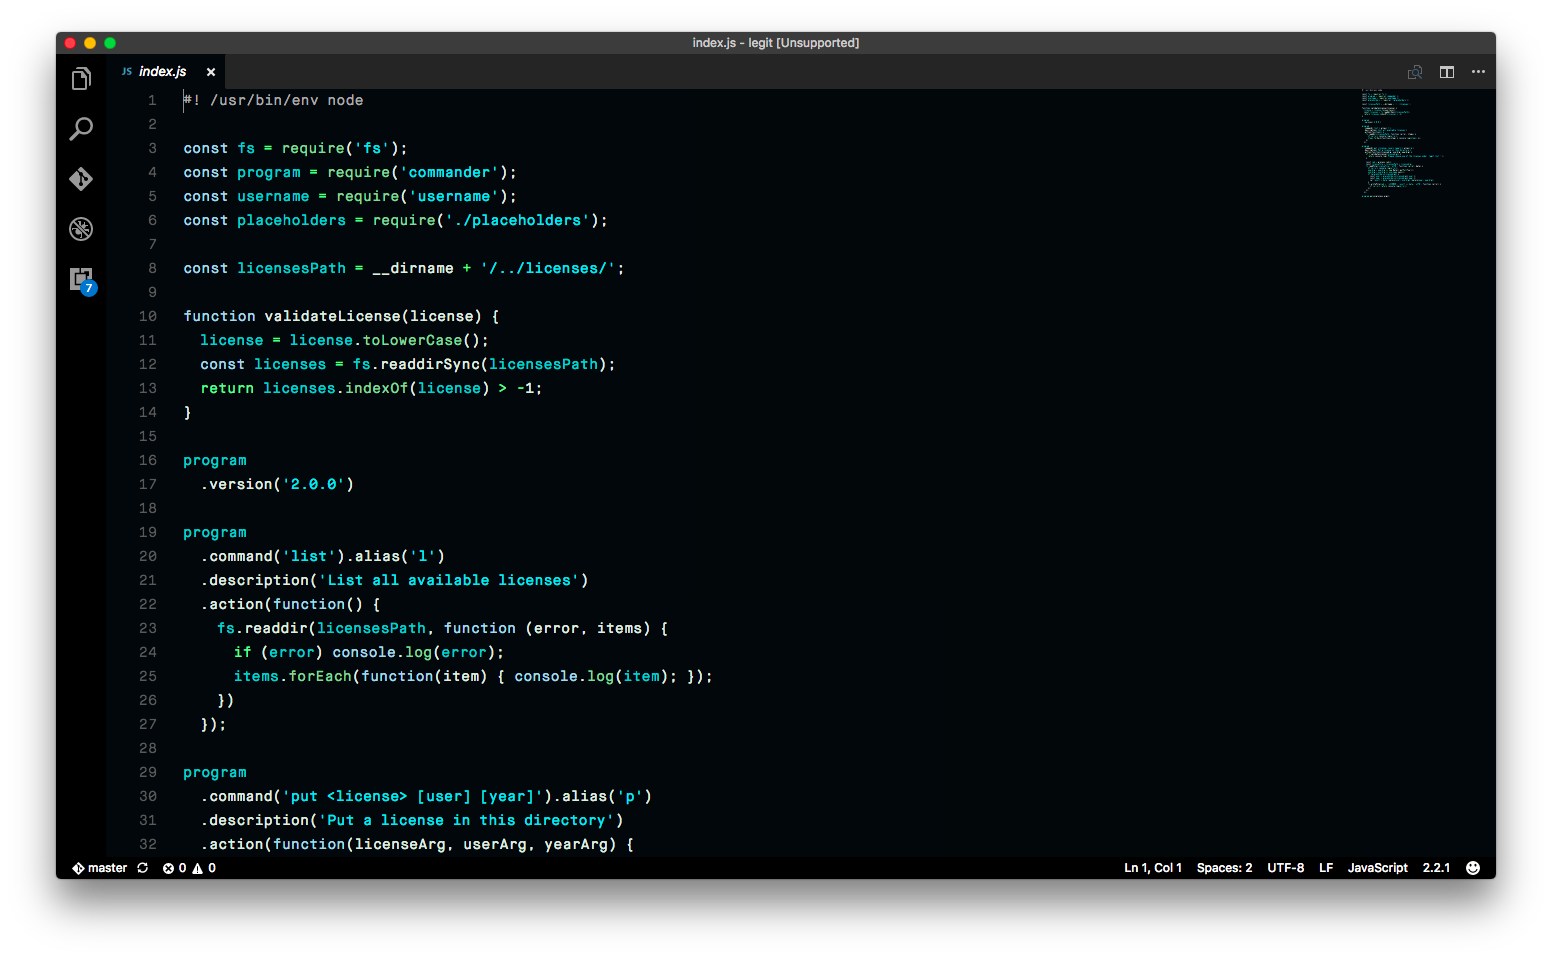 index.js - legit [Unsupported]
JS index.js ×
1 #! /usr/bin/env node
2
3 const fs = require('fs');
4 const program = require('commander');
5 const username = require('username');
6 const placeholders = require('./placeholders');
7
8 const licensesPath = __dirname + '/../licenses/';
9
10 function validateLicense(license) {
11   license = license.toLowerCase();
12   const licenses = fs.readdirSync(licensesPath);
13   return licenses.indexOf(license) > -1;
14 }
15
16 program
17   .version('2.0.0')
18
19 program
20   .command('list').alias('l')
21   .description('List all available licenses')
22   .action(function() {
23     fs.readdir(licensesPath, function (error, items) {
24       if (error) console.log(error);
25       items.forEach(function(item) { console.log(item); });
26     })
27   });
28
29 program
30   .command('put <license> [user] [year]').alias('p')
31   .description('Put a license in this directory')
32   .action(function(licenseArg, userArg, yearArg) {
7
master 0 0 Ln 1, Col 1 Spaces: 2 UTF-8 LF JavaScript 2.2.1